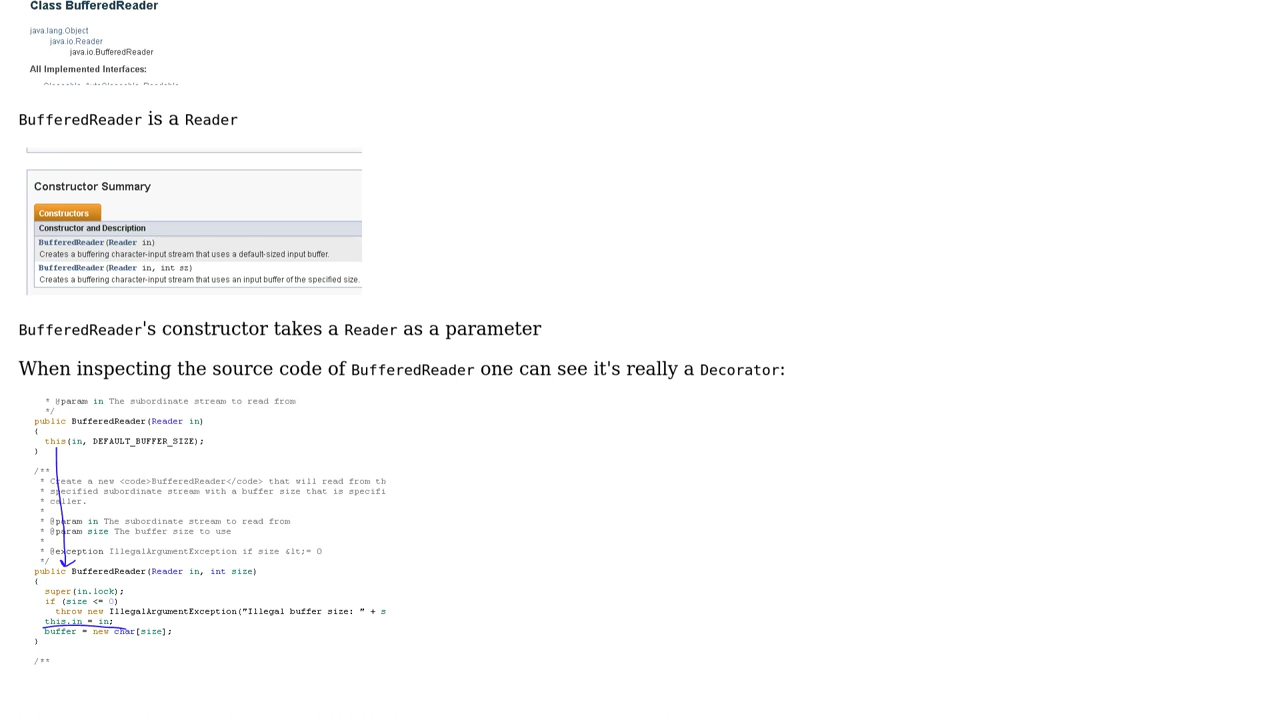 Class BufferedReader
java.lang.Object
java.io.Reader
java.io.BufferedReader
All Implemented Interfaces:
Closeable, AutoCloseable, Readable
BufferedReader is a Reader
Constructor Summary
Constructors
Constructor and Description
BufferedReader(Reader in)
Creates a buffering character-input stream that uses a default-sized input buffer.
BufferedReader(Reader in, int sz)
Creates a buffering character-input stream that uses an input buffer of the specified size.
BufferedReader's constructor takes a Reader as a parameter
When inspecting the source code of BufferedReader one can see it's really a Decorator:
* @param in The subordinate stream to read from
*/
public BufferedReader(Reader in)
{
this(in, DEFAULT_BUFFER_SIZE);
}
/**
* Create a new <code>BufferedReader</code> that will read from th
* specified subordinate stream with a buffer size that is specifi
* caller.
*
* @param in The subordinate stream to read from
* @param size The buffer size to use
*
* @exception IllegalArgumentException if size &lt;= 0
*/
public BufferedReader(Reader in, int size)
{
super(in.lock);
if (size <= 0)
throw new IllegalArgumentException("Illegal buffer size: " + s
this.in = in;
buffer = new char[size];
}
/**